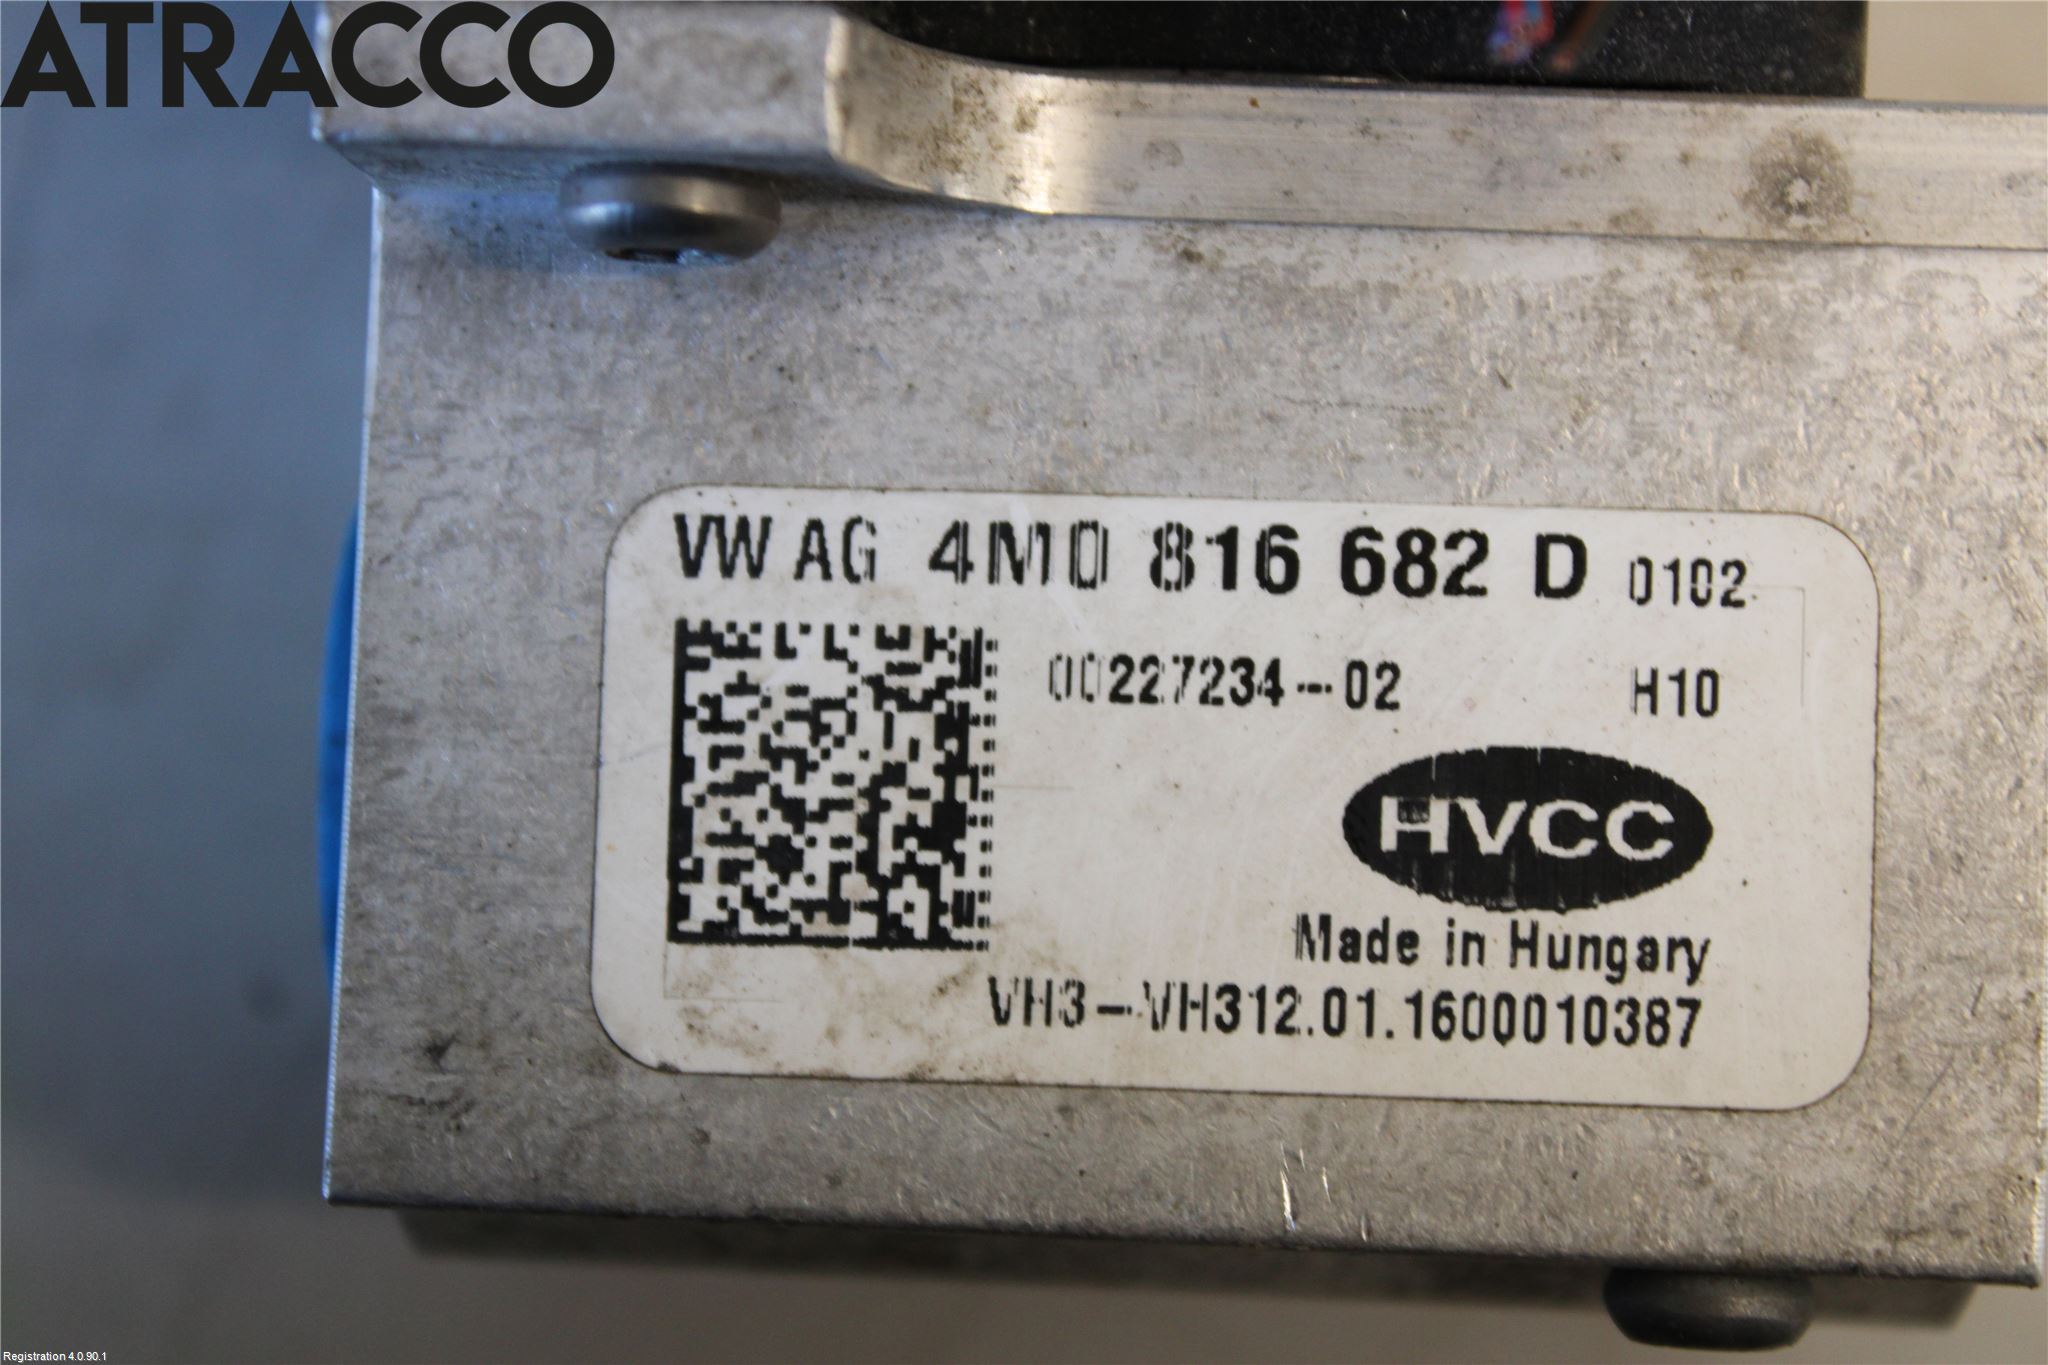 ATRACCO
VW AG 4M0 816 682 D 0102
00227234-02 H10
HVCC
Made in Hungary
VH3-VH312.01.1600010387
Registration 4.0.90.1